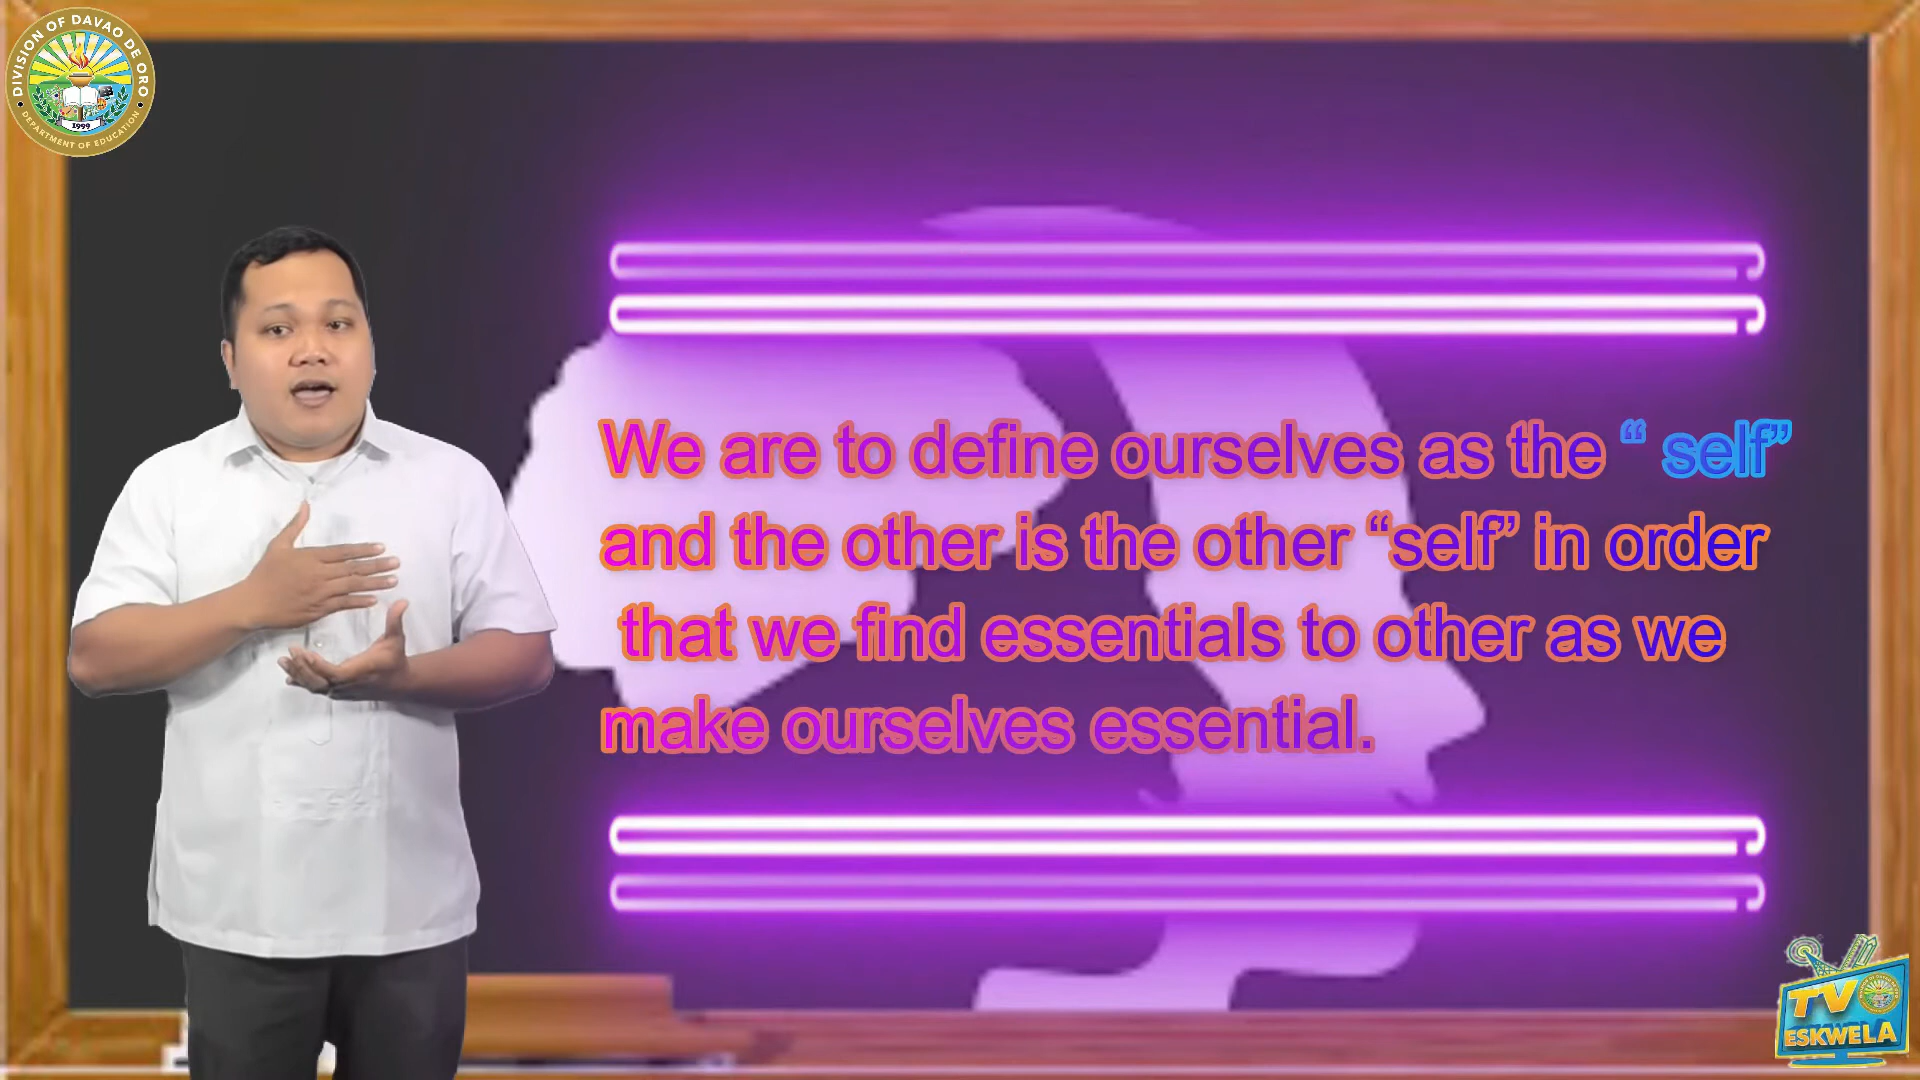 DIVISION OF DAVAO DE ORO
1999
DEPARTMENT OF EDUCATION
We are to define ourselves as the “ self”
and the other is the other “self” in order
that we find essentials to other as we
make ourselves essential.
TV
ESKWELA